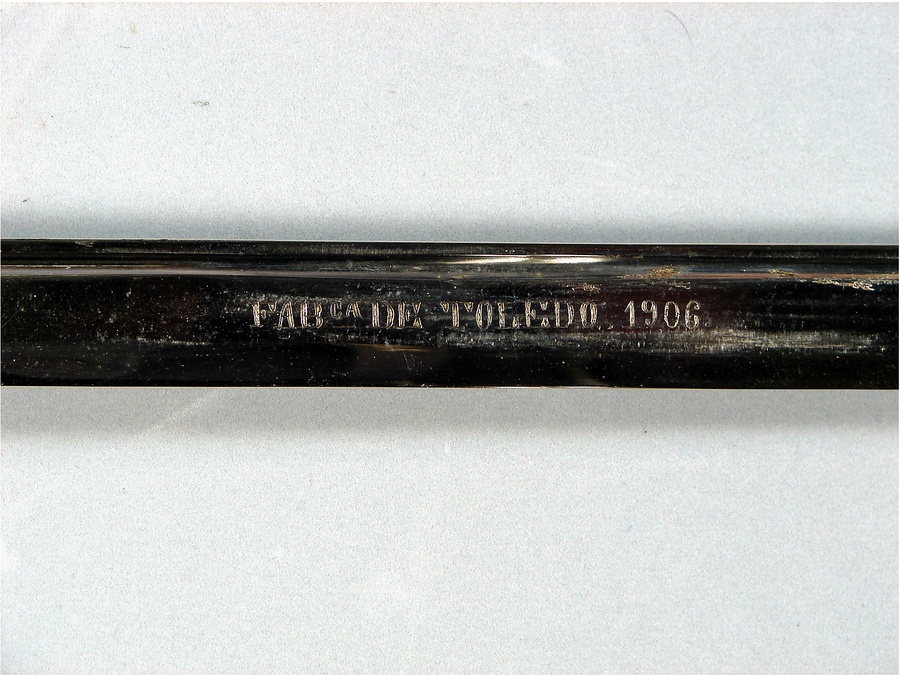 FABCA DE TOLEDO 1906.